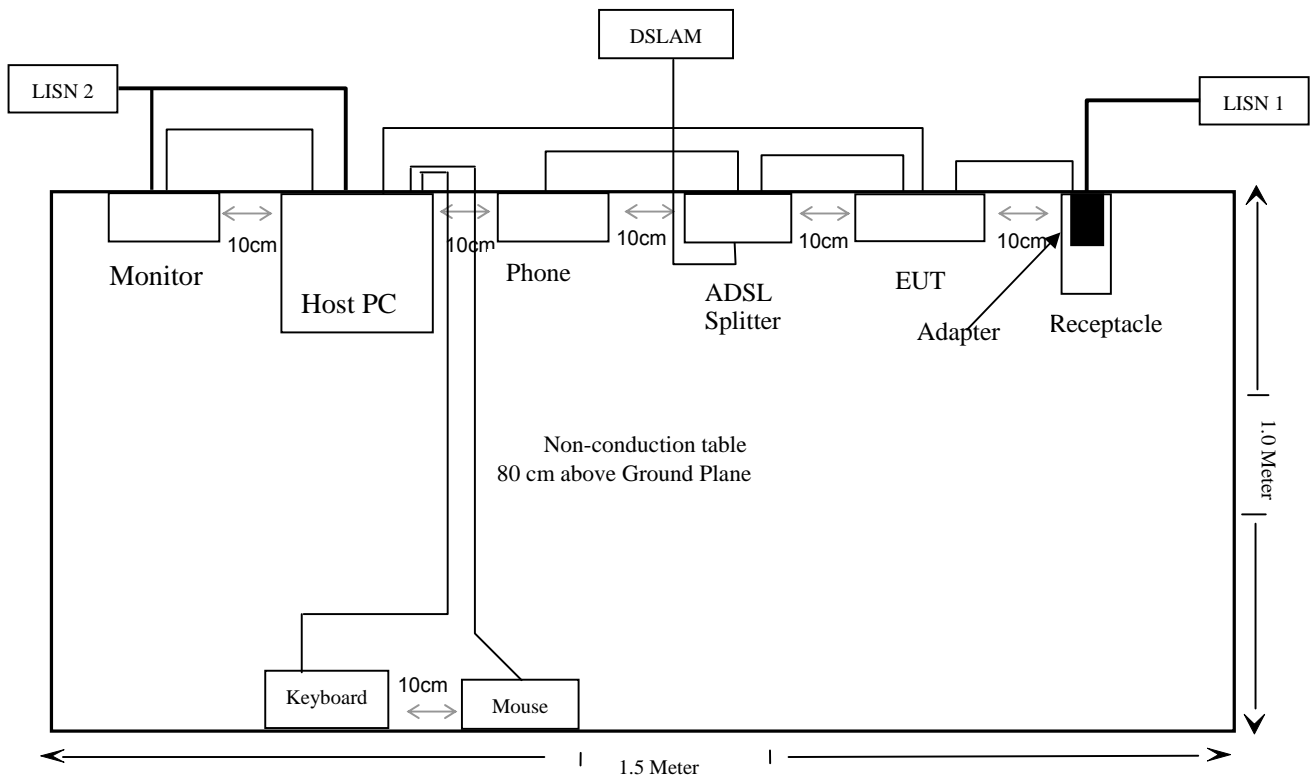 DSLAM
LISN 2
LISN 1
10cm
10cm
10cm
10cm
10cm
Monitor
Host PC
Phone
ADSL
Splitter
EUT
Adapter
Receptacle
Non-conduction table
80 cm above Ground Plane
1.0 Meter
Keyboard
10cm
Mouse
1.5 Meter